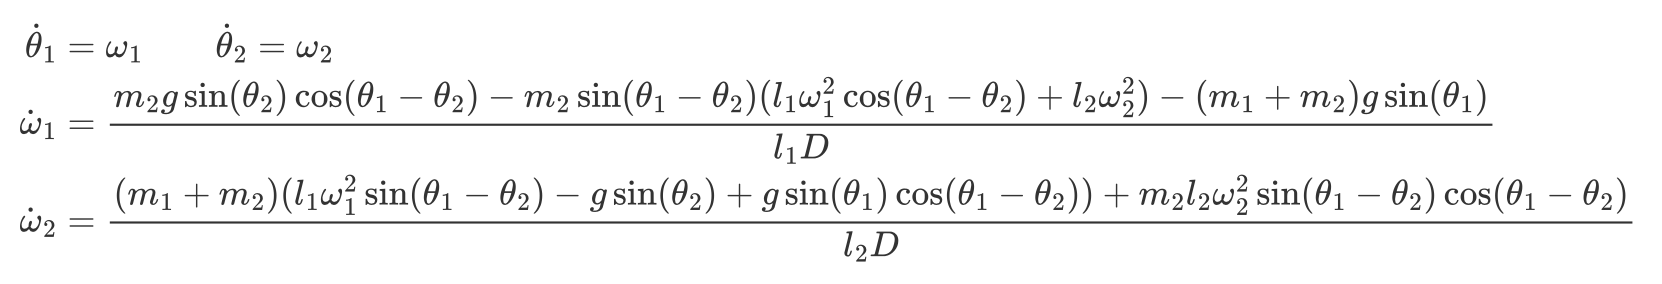 θ̇₁ = ω₁  θ̇₂ = ω₂
ω̇₁ = \frac{m₂g sin(θ₂) cos(θ₁ − θ₂) − m₂ sin(θ₁ − θ₂)(l₁ω₁² cos(θ₁ − θ₂) + l₂ω₂²) − (m₁ + m₂)g sin(θ₁)}{l₁D}
ω̇₂ = \frac{(m₁ + m₂)(l₁ω₁² sin(θ₁ − θ₂) − g sin(θ₂) + g sin(θ₁) cos(θ₁ − θ₂)) + m₂l₂ω₂² sin(θ₁ − θ₂) cos(θ₁ − θ₂)}{l₂D}